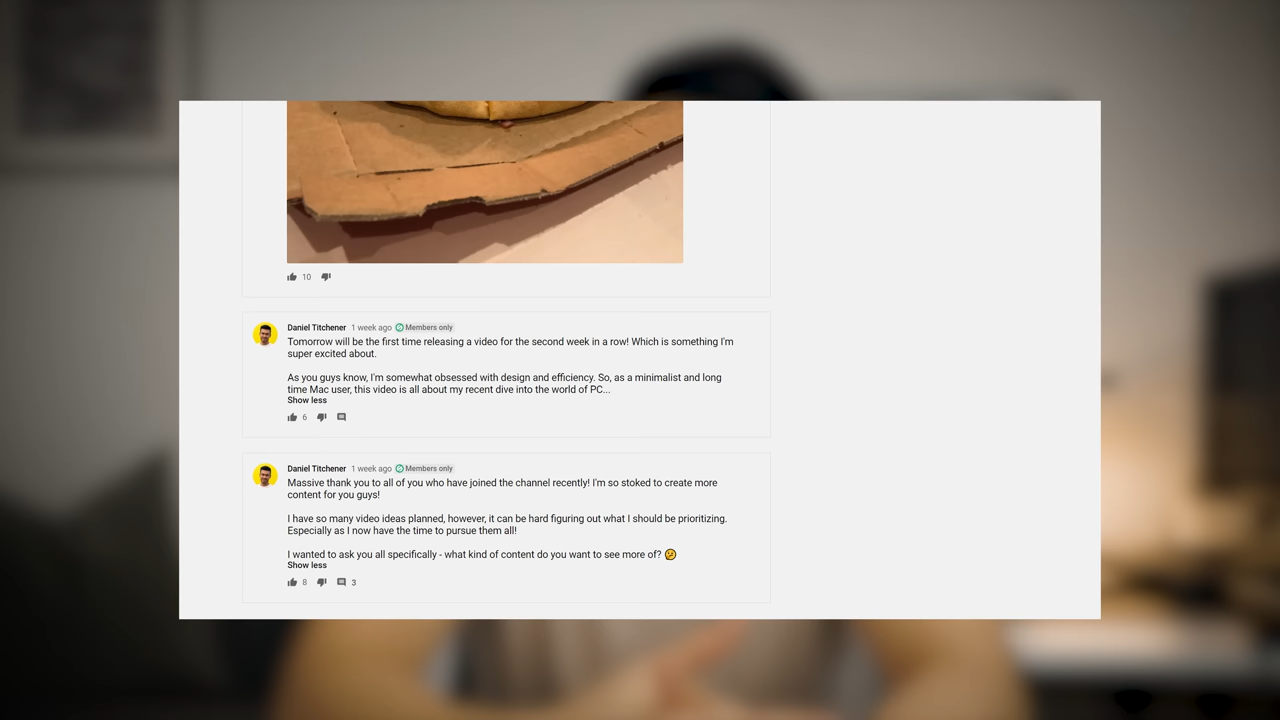 10
Daniel Titchener 1 week ago Members only
Tomorrow will be the first time releasing a video for the second week in a row! Which is something I'm
super excited about.
As you guys know, I'm somewhat obsessed with design and efficiency. So, as a minimalist and long
time Mac user, this video is all about my recent dive into the world of PC...
Show less
6
Daniel Titchener 1 week ago Members only
Massive thank you to all of you who have joined the channel recently! I'm so stoked to create more
content for you guys!
I have so many video ideas planned, however, it can be hard figuring out what I should be prioritizing.
Especially as I now have the time to pursue them all!
I wanted to ask you all specifically - what kind of content do you want to see more of? 🫤
Show less
8 3